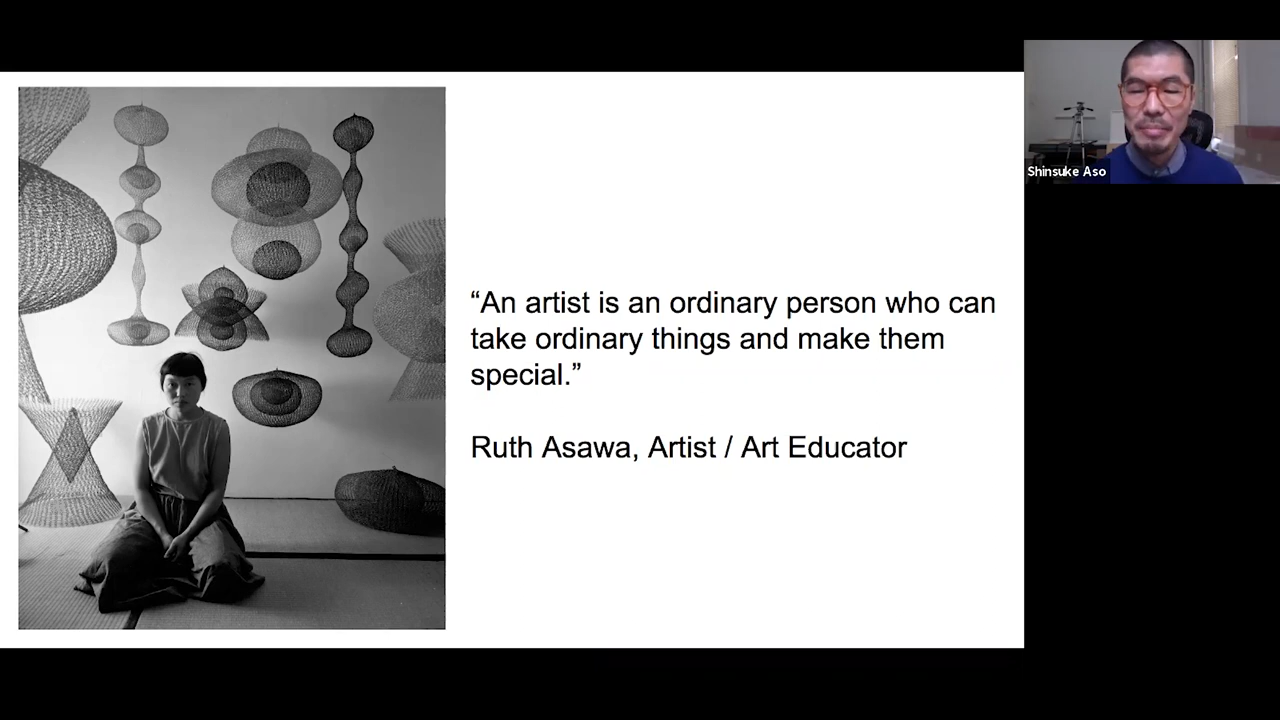 “An artist is an ordinary person who can
take ordinary things and make them
special.”
Ruth Asawa, Artist / Art Educator
Shinsuke Aso